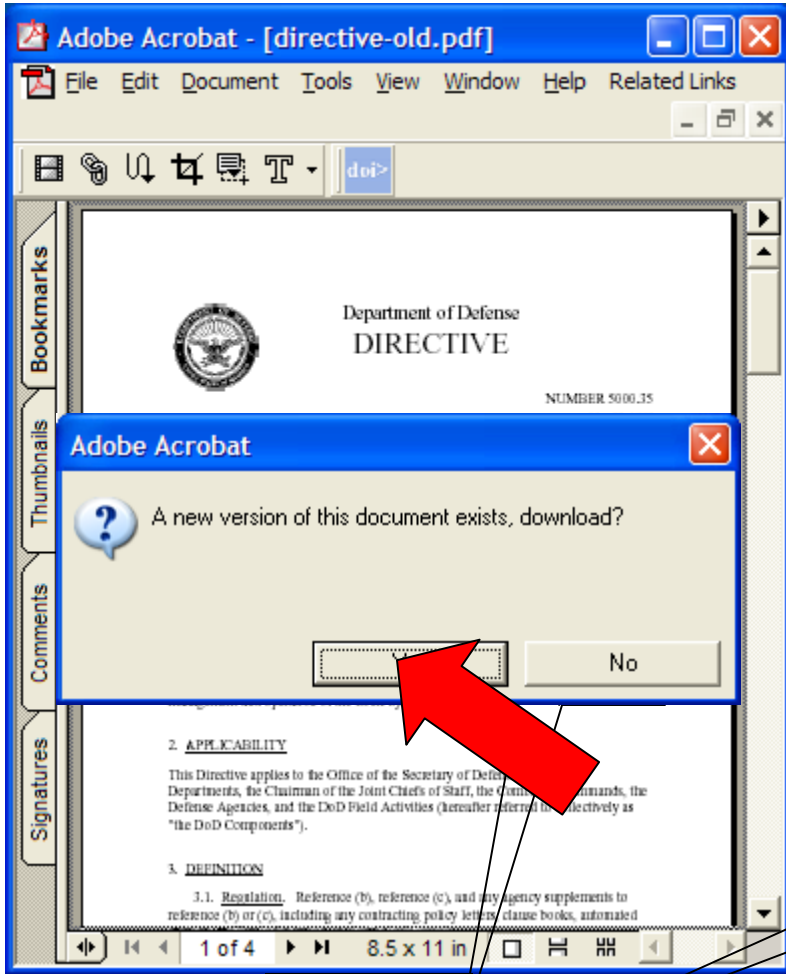 Adobe Acrobat - [directive-old.pdf]
File Edit Document Tools View Window Help Related Links
doi>
Bookmarks
Thumbnails
Comments
Signatures
Department of Defense
DIRECTIVE
NUMBER 5000.35
Adobe Acrobat
A new version of this document exists, download?
No
2. APPLICABILITY
This Directive applies to the Office of the Secretary of
Departments, the Chairman of the Joint Chiefs of Staff, the
Defense Agencies, and the DoD Field Activities (hereafter referred to collectively as
"the DoD Components").
3. DEFINITION
3.1. Regulation. Reference (b), reference (c), and any agency supplements to
reference (b) or (c), including any contracting policy letters, clause books, automated
1 of 4 8.5 x 11 in